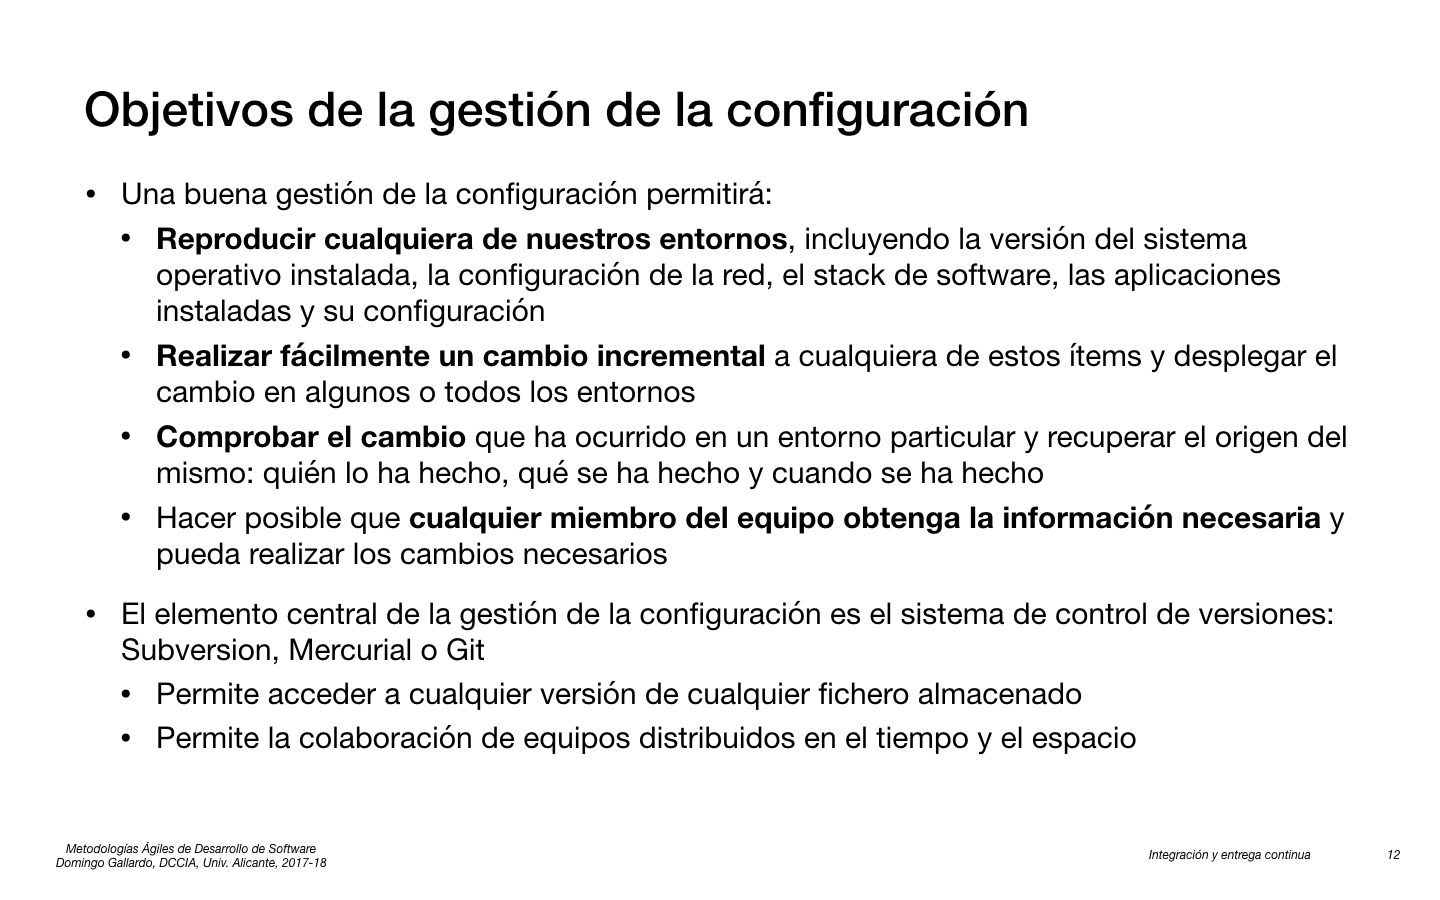 Objetivos de la gestión de la configuración
• Una buena gestión de la configuración permitirá:
• Reproducir cualquiera de nuestros entornos, incluyendo la versión del sistema
operativo instalada, la configuración de la red, el stack de software, las aplicaciones
instaladas y su configuración
• Realizar fácilmente un cambio incremental a cualquiera de estos ítems y desplegar el
cambio en algunos o todos los entornos
• Comprobar el cambio que ha ocurrido en un entorno particular y recuperar el origen del
mismo: quién lo ha hecho, qué se ha hecho y cuando se ha hecho
• Hacer posible que cualquier miembro del equipo obtenga la información necesaria y
pueda realizar los cambios necesarios
• El elemento central de la gestión de la configuración es el sistema de control de versiones:
Subversion, Mercurial o Git
• Permite acceder a cualquier versión de cualquier fichero almacenado
• Permite la colaboración de equipos distribuidos en el tiempo y el espacio
Metodologías Ágiles de Desarrollo de Software
Domingo Gallardo, DCCIA, Univ. Alicante, 2017-18
Integración y entrega continua
12